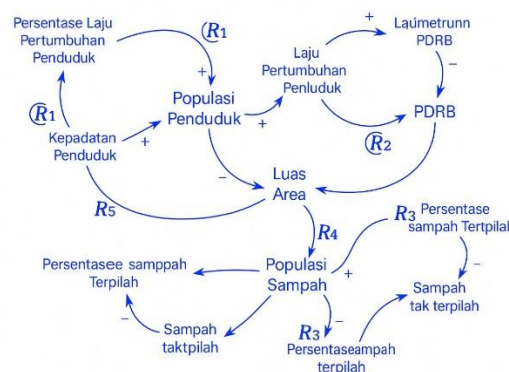 Persentase Laju
Pertumbuhan
Penduduk
R1
+
Laju
Pertumbuhan
Penluduk
+
Laümetrunn
PDRB
−
R1
Kepadatan
Penduduk
+
Populasi
Penduduk
+
R2
PDRB
−
Luas
Area
R5
R4
R3 Persentase
sampah Tertpilal
Persentasee samppah
Terpilah
Populasi
Sampah
+
−
−
Sampah
taktpilah
R3
−
Persentaseampah
terpilah
Sampah
tak terpilah